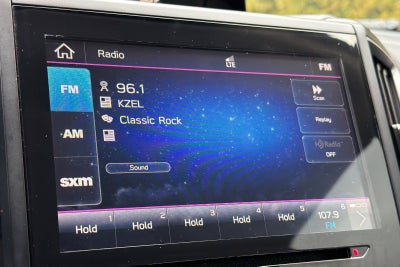 Radio
LTE
FM
FM
96.1
KZEL
Classic Rock
Scan
AM
Replay
HD Radio
OFF
sxm
Sound
1 2 3 4 5 6
Hold Hold Hold Hold Hold 107.9
FM